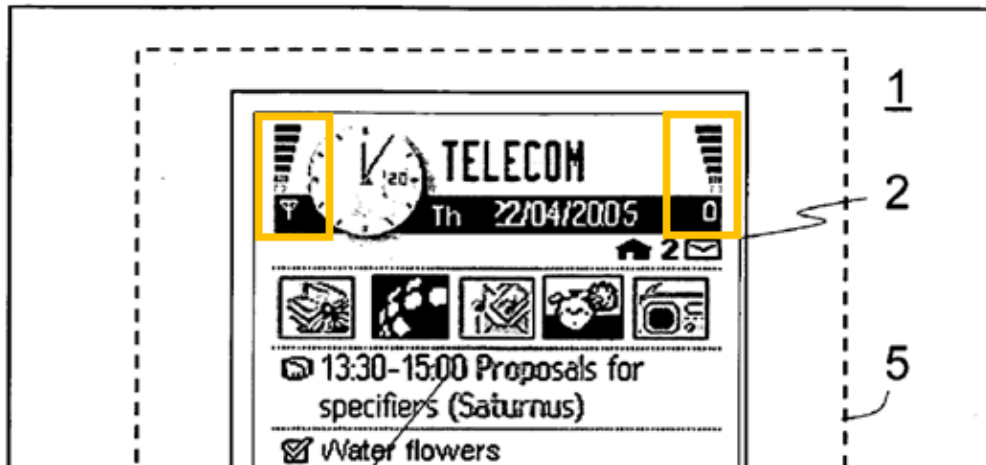 1
TELECOM
20
Th 22/04/2005
2
2
13:30-15:00 Proposals for
specifiers (Saturnus)
5
Water flowers